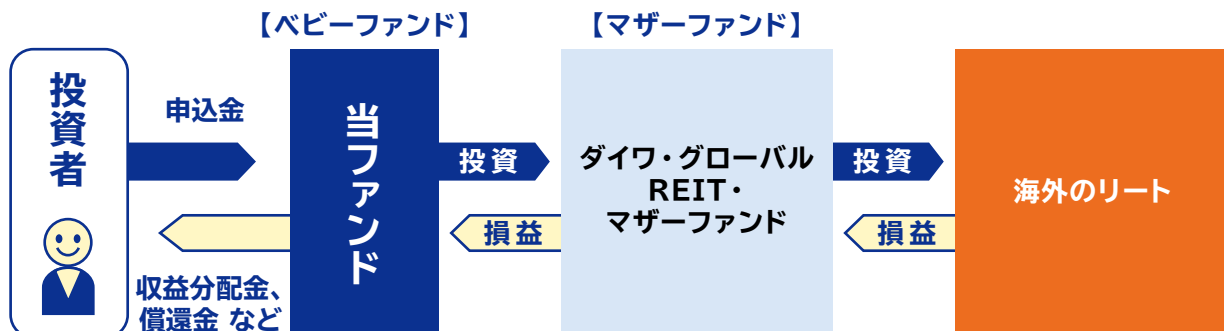 【ベビーファンド】
【マザーファンド】
投資者
申込金
収益分配金、
償還金 など
当ファンド
投資
損益
ダイワ・グローバル
REIT・
マザーファンド
投資
損益
海外のリート